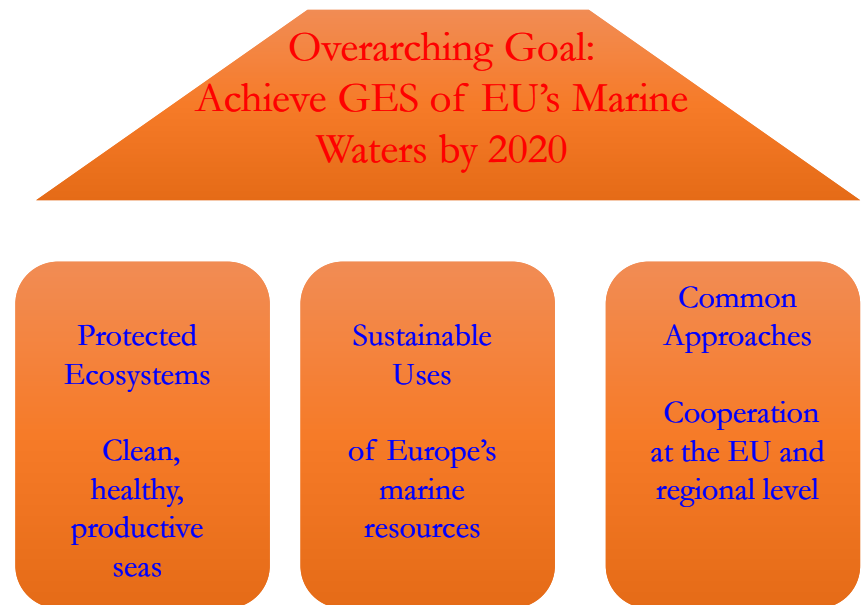 Overarching Goal:
Achieve GES of EU’s Marine
Waters by 2020
Protected
Ecosystems
Clean,
healthy,
productive
seas
Sustainable
Uses
of Europe’s
marine
resources
Common
Approaches
Cooperation
at the EU and
regional level